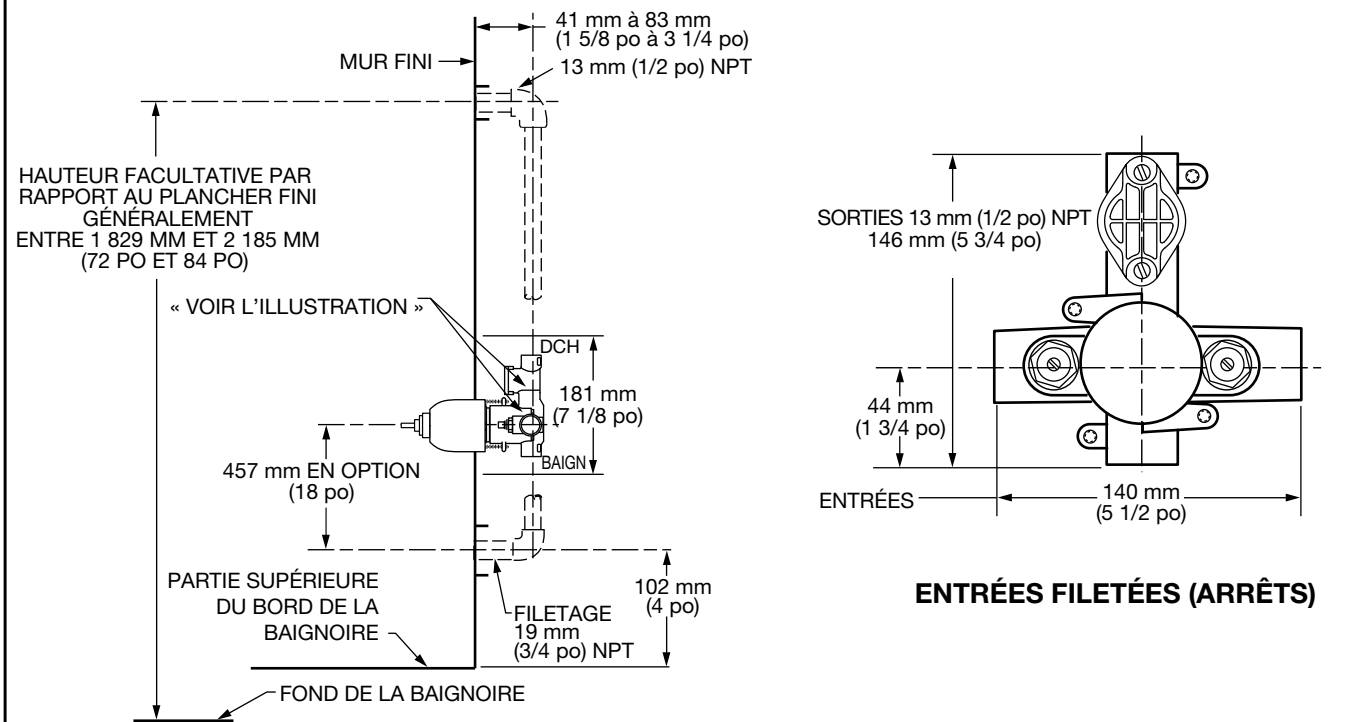 41 mm à 83 mm
(1 5/8 po à 3 1/4 po)
MUR FINI
13 mm (1/2 po) NPT
HAUTEUR FACULTATIVE PAR
RAPPORT AU PLANCHER FINI
GÉNÉRALEMENT
ENTRE 1 829 MM ET 2 185 MM
(72 PO ET 84 PO)
« VOIR L'ILLUSTRATION »
DCH
181 mm
(7 1/8 po)
BAIGN
457 mm EN OPTION
(18 po)
PARTIE SUPÉRIEURE
DU BORD DE LA
BAIGNOIRE
FILETAGE
19 mm
(3/4 po) NPT
102 mm
(4 po)
FOND DE LA BAIGNOIRE
SORTIES 13 mm (1/2 po) NPT
146 mm (5 3/4 po)
44 mm
(1 3/4 po)
ENTRÉES
140 mm
(5 1/2 po)
ENTRÉES FILETÉES (ARRÊTS)